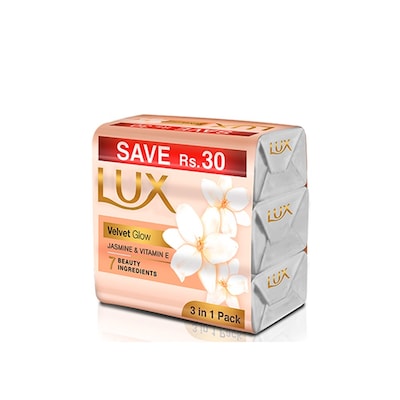 SAVE Rs.30
LUX
Velvet Glow
JASMINE & VITAMIN E
7 BEAUTY
INGREDIENTS
3 in 1 Pack
LUX
LUX
LUX